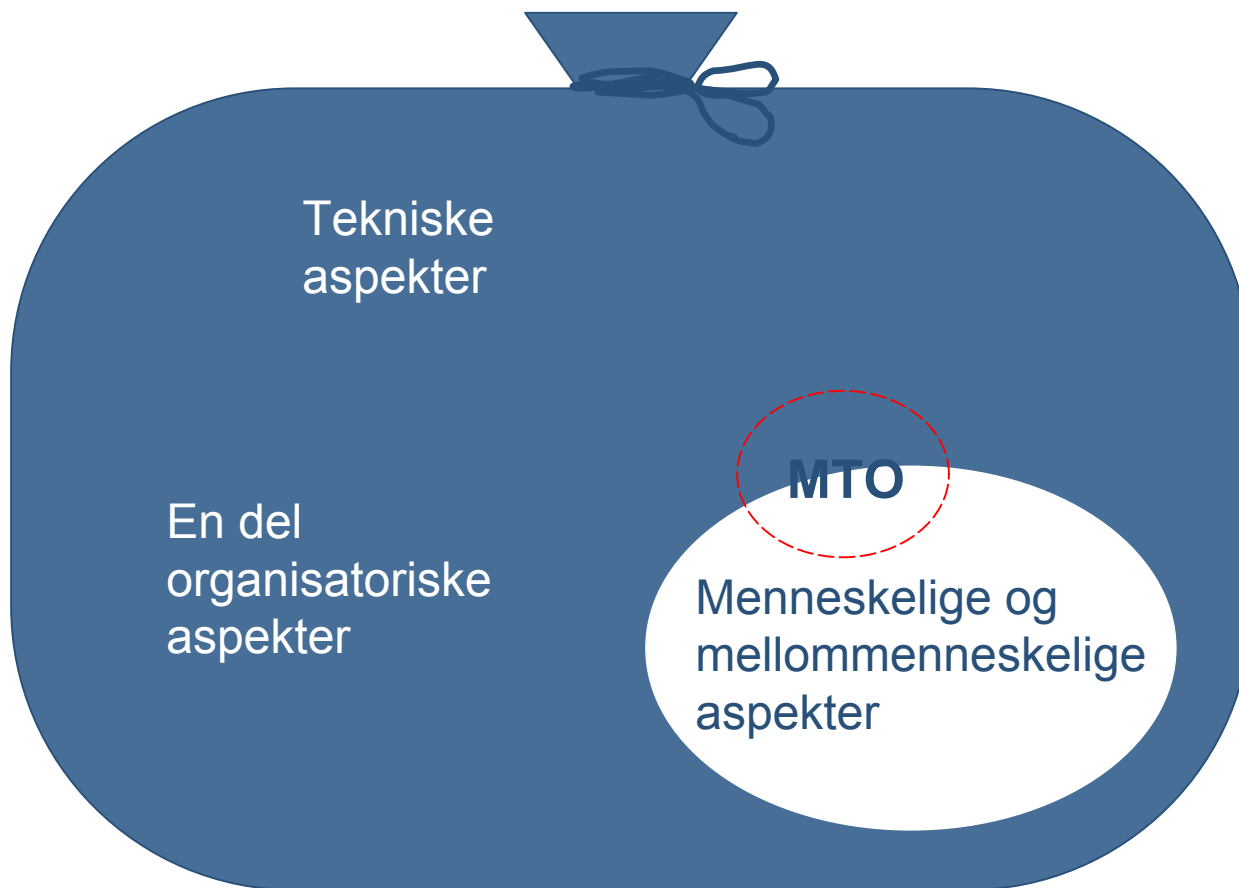 Tekniske
aspekter
En del
organisatoriske
aspekter
MTO
Menneskelige og
mellommenneskelige
aspekter